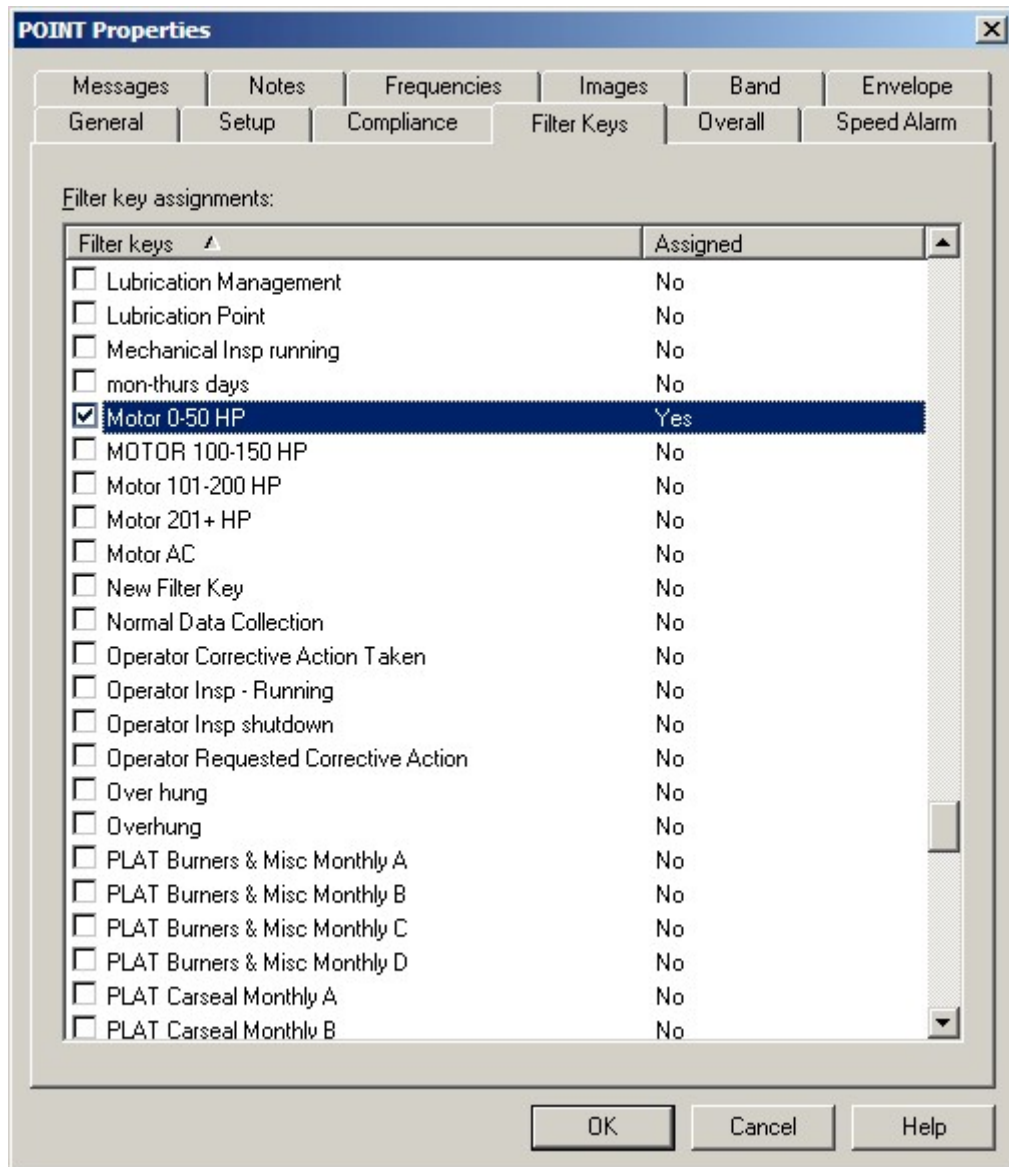 POINT Properties
Messages Notes Frequencies Images Band Envelope
General Setup Compliance Filter Keys Overall Speed Alarm
Filter key assignments:
Filter keys Assigned
Lubrication Management No
Lubrication Point No
Mechanical Insp running No
mon-thurs days No
Motor 0-50 HP Yes
MOTOR 100-150 HP No
Motor 101-200 HP No
Motor 201+ HP No
Motor AC No
New Filter Key No
Normal Data Collection No
Operator Corrective Action Taken No
Operator Insp - Running No
Operator Insp shutdown No
Operator Requested Corrective Action No
Over hung No
Overhung No
PLAT Burners & Misc Monthly A No
PLAT Burners & Misc Monthly B No
PLAT Burners & Misc Monthly C No
PLAT Burners & Misc Monthly D No
PLAT Carseal Monthly A No
PLAT Carseal Monthly B No
OK Cancel Help